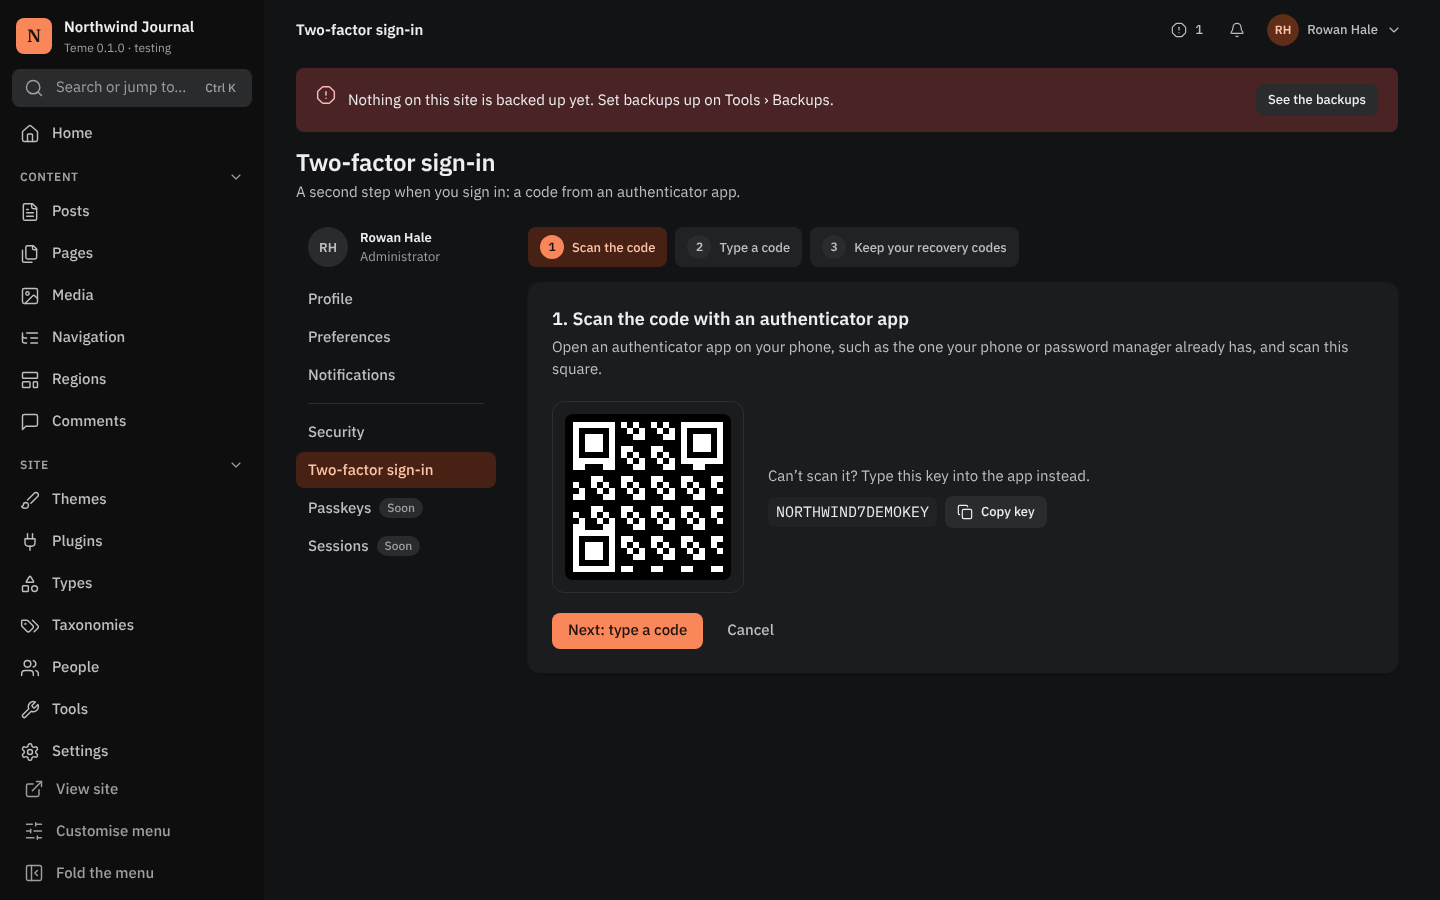 N
Northwind Journal
Teme 0.1.0 · testing
Search or jump to...
Ctrl K
Home
CONTENT
Posts
Pages
Media
Navigation
Regions
Comments
SITE
Themes
Plugins
Types
Taxonomies
People
Tools
Settings
View site
Customise menu
Fold the menu
Two-factor sign-in
1
RH
Rowan Hale
Nothing on this site is backed up yet. Set backups up on Tools › Backups.
See the backups
Two-factor sign-in
A second step when you sign in: a code from an authenticator app.
RH
Rowan Hale
Administrator
Profile
Preferences
Notifications
Security
Two-factor sign-in
Passkeys Soon
Sessions Soon
1 Scan the code
2 Type a code
3 Keep your recovery codes
1. Scan the code with an authenticator app
Open an authenticator app on your phone, such as the one your phone or password manager already has, and scan this
square.
Can’t scan it? Type this key into the app instead.
NORTHWIND7DEMOKEY
Copy key
Next: type a code
Cancel